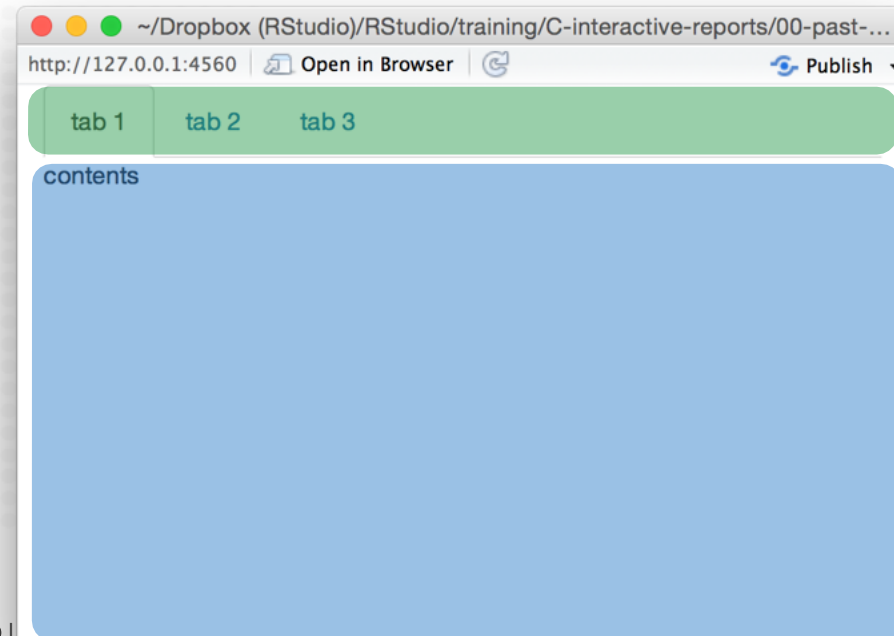 ~/Dropbox (RStudio)/RStudio/training/C-interactive-reports/00-past-...
http://127.0.0.1:4560 Open in Browser Publish
tab 1 tab 2 tab 3
contents